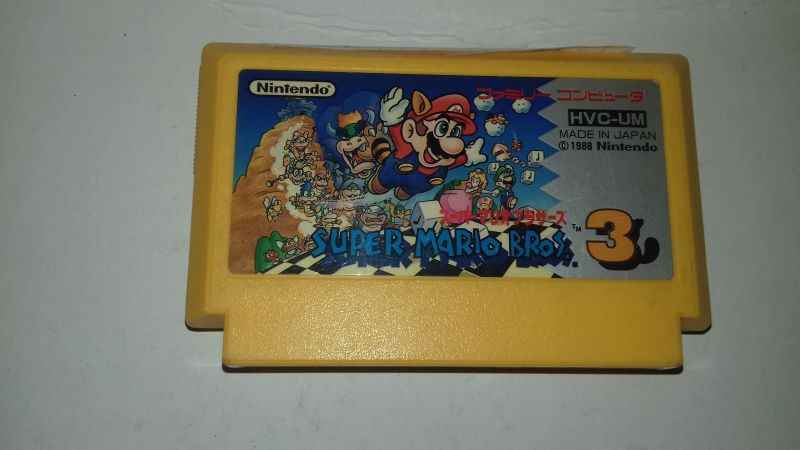 Nintendo
ファミリー コンピュータ
HVC-UM
MADE IN JAPAN
©1988 Nintendo
スーパーマリオブラザーズ
SUPER MARIO BROS.™ 3